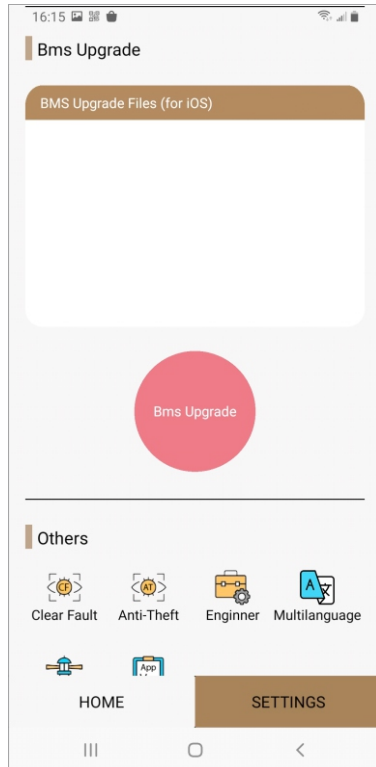 16:15
Bms Upgrade
BMS Upgrade Files (for iOS)
Bms Upgrade
Others
CF
AT
A
文
Clear Fault
Anti-Theft
Enginner
Multilanguage
App
HOME
SETTINGS